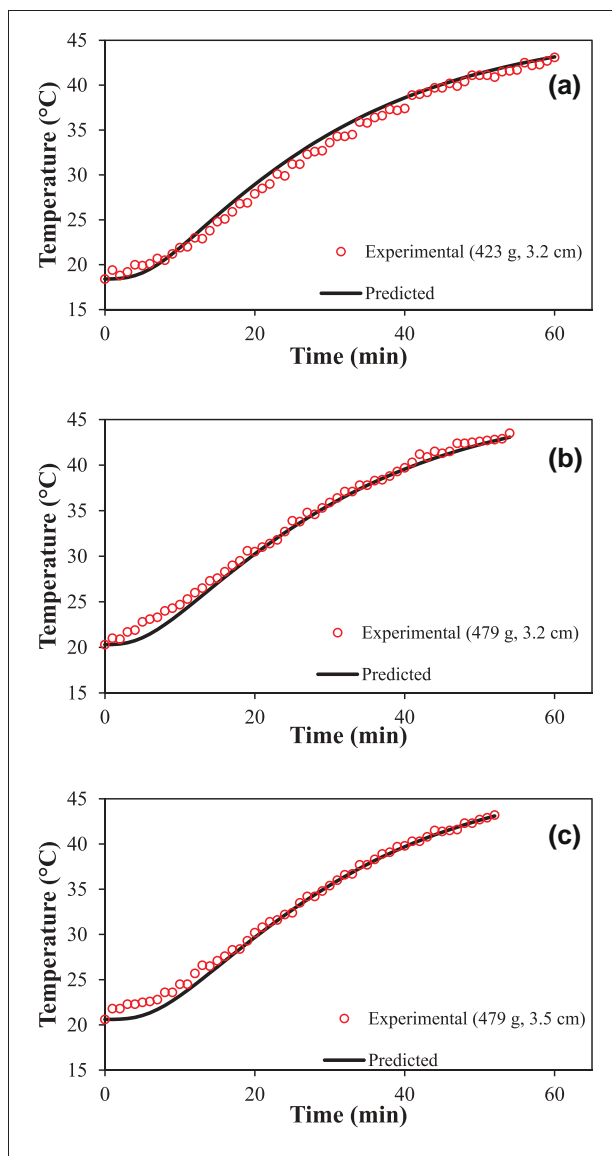 45
40
35
30
25
20
15
Temperature (°C)
(a)
Experimental (423 g, 3.2 cm)
Predicted
0
20
40
60
Time (min)
45
40
35
30
25
20
15
Temperature (°C)
(b)
Experimental (479 g, 3.2 cm)
Predicted
0
20
40
60
Time (min)
45
40
35
30
25
20
15
Temperature (°C)
(c)
Experimental (479 g, 3.5 cm)
Predicted
0
20
40
60
Time (min)